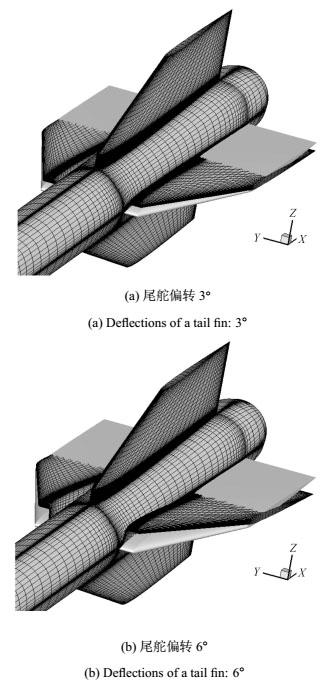 Z
Y
X
(a) 尾舵偏转 3°
(a) Deflections of a tail fin: 3°
Z
Y
X
(b) 尾舵偏转 6°
(b) Deflections of a tail fin: 6°